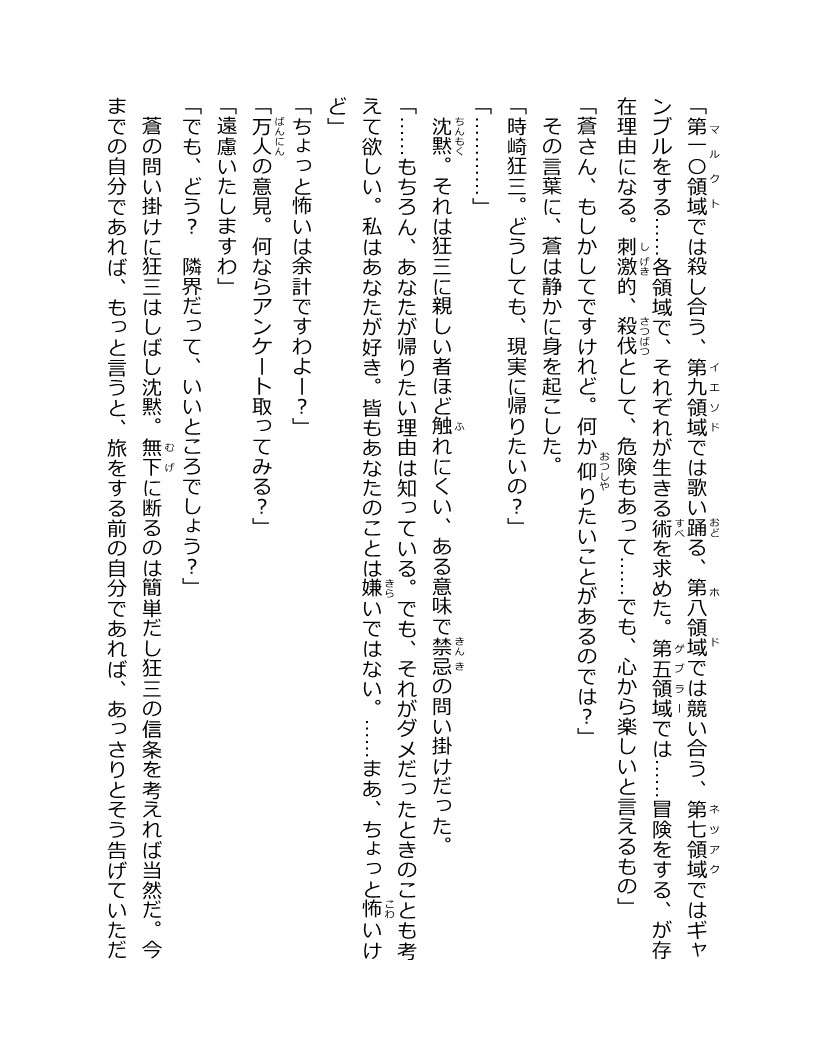 「第一〇領域では殺し合う、第九領域では歌い踊る、第八領域では競い合う、第七領域ではギャ
ンブルをする……各領域で、それぞれが生きる術を求めた。第五領域では……冒険をする、が存
在理由になる。刺激的、殺伐として、危険もあって……でも、心から楽しいと言えるもの」
「蒼さん、もしかしてですけれど。何か仰りたいことがあるのでは？」
　その言葉に、蒼は静かに身を起こした。
「時崎狂三。どうしても、現実に帰りたいの？」
「…………」
　沈黙。それは狂三に親しい者ほど触れにくい、ある意味で禁忌の問い掛けだった。
「……もちろん、あなたが帰りたい理由は知っている。でも、それがダメだったときのことも考
えて欲しい。私はあなたが好き。皆もあなたのことは嫌いではない。……まあ、ちょっと怖いけ
ど」
「ちょっと怖いは余計ですわよー？」
「万人の意見。何ならアンケート取ってみる？」
「遠慮いたしますわ」
「でも、どう？　隣界だって、いいところでしょう？」
　蒼の問い掛けに狂三はしばし沈黙。無下に断るのは簡単だし狂三の信条を考えれば当然だ。今
までの自分であれば、もっと言うと、旅をする前の自分であれば、あっさりとそう告げていただ